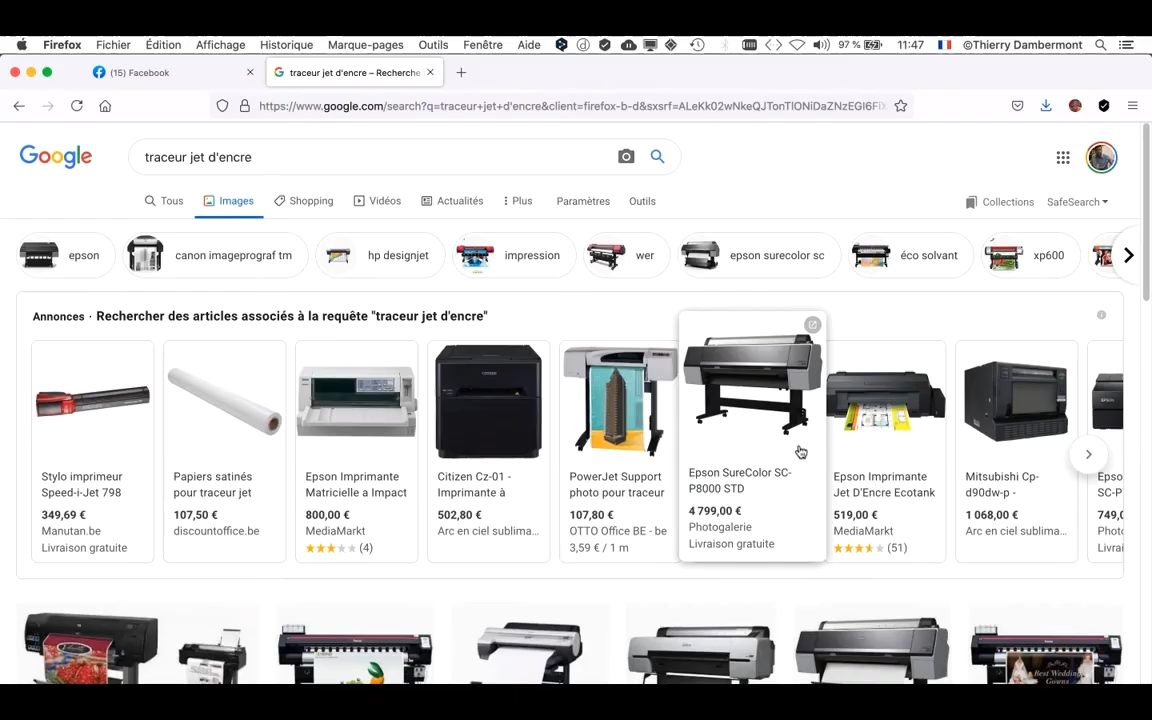 Firefox Fichier Édition Affichage Historique Marque-pages Outils Fenêtre Aide 97 % 11:47 ©Thierry Dambermont
(15) Facebook
traceur jet d'encre – Recherche
https://www.google.com/search?q=traceur+jet+d'encre&client=firefox-b-d&sxsrf=ALeKk02wNkeQJTonTlONiDaZNzEGl6Fi
Google
traceur jet d'encre
Tous Images Shopping Vidéos Actualités Plus Paramètres Outils Collections SafeSearch
epson canon imageprograf tm hp designjet impression wer epson surecolor sc éco solvant xp600
Annonces · Rechercher des articles associés à la requête "traceur jet d'encre"
Stylo imprimeur
Speed-i-Jet 798
349,69 €
Manutan.be
Livraison gratuite
Papiers satinés
pour traceur jet
107,50 €
discountoffice.be
Epson Imprimante
Matricielle a Impact
800,00 €
MediaMarkt
(4)
Citizen Cz-01 -
Imprimante à
502,80 €
Arc en ciel sublima...
PowerJet Support
photo pour traceur
107,80 €
OTTO Office BE - be
3,59 € / 1 m
Epson SureColor SC-
P8000 STD
4 799,00 €
Photogalerie
Livraison gratuite
Epson Imprimante
Jet D'Encre Ecotank
519,00 €
MediaMarkt
(51)
Mitsubishi Cp-
d90dw-p -
1 068,00 €
Arc en ciel sublima...
Epso
SC-P
749,0
Photo
Livrai